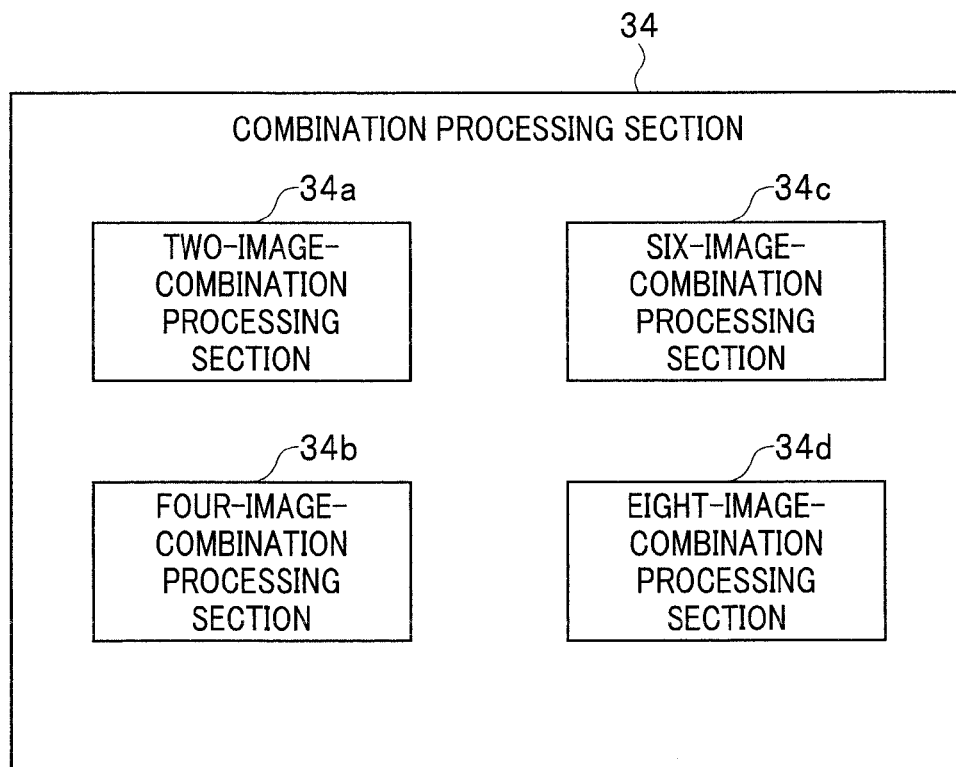 34
COMBINATION PROCESSING SECTION
34a
TWO-IMAGE-
COMBINATION
PROCESSING
SECTION
34c
SIX-IMAGE-
COMBINATION
PROCESSING
SECTION
34b
FOUR-IMAGE-
COMBINATION
PROCESSING
SECTION
34d
EIGHT-IMAGE-
COMBINATION
PROCESSING
SECTION